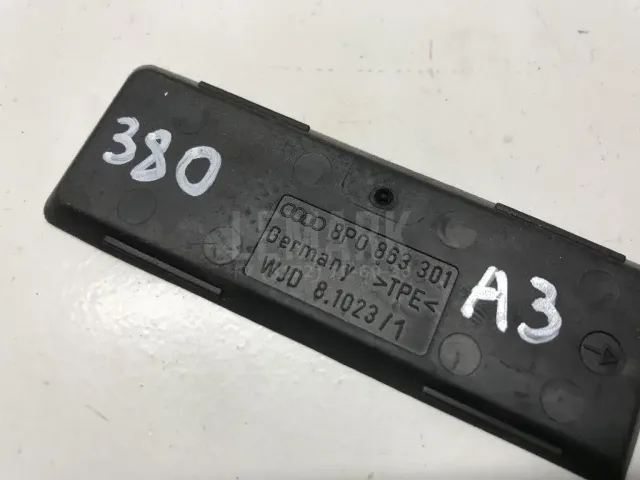 380
8P0 863 301
Germany >TPE<
WJD 8.1023/1
A3